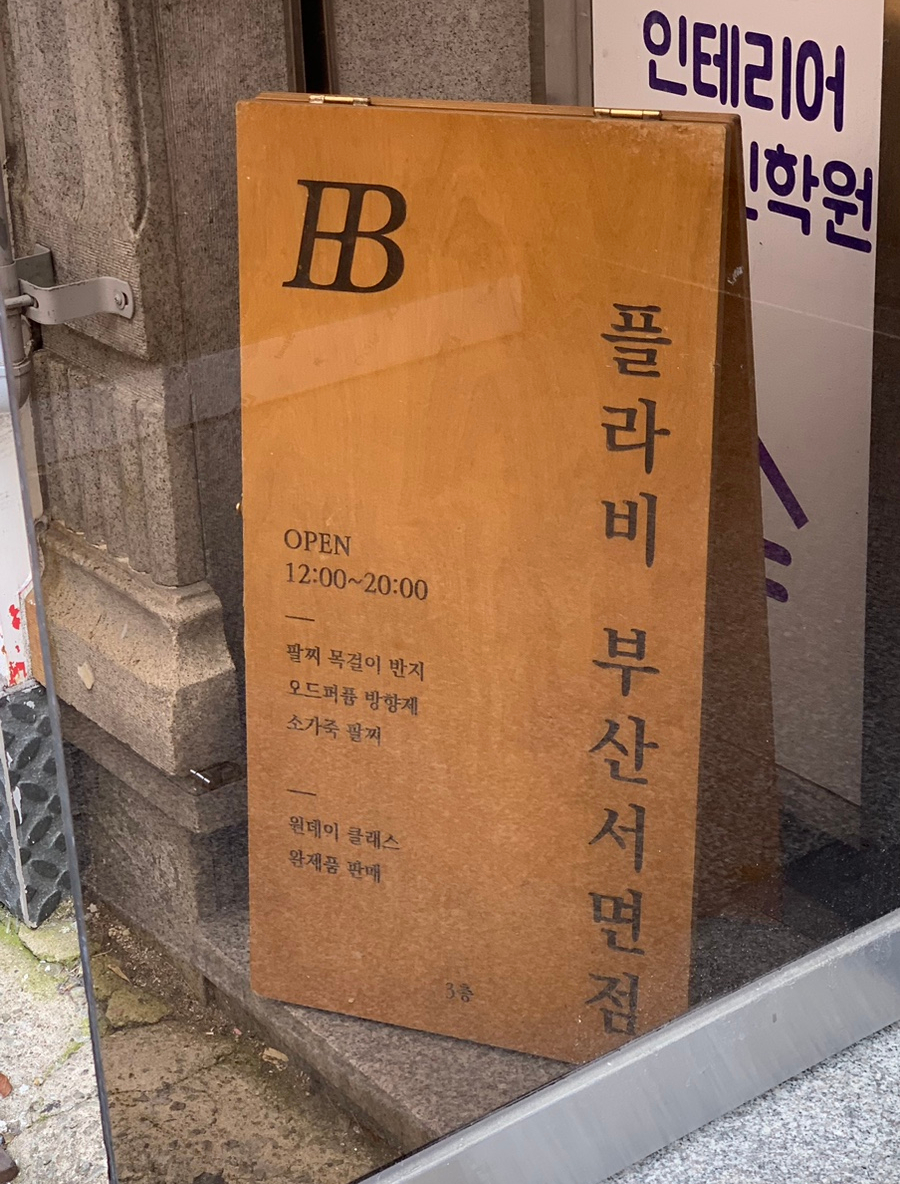 인테리어
학원
플라비 부산서면점
OPEN
12:00~20:00
팔찌 목걸이 반지
오드퍼퓸 방향제
소가죽 팔찌
원데이 클래스
완제품 판매
3층